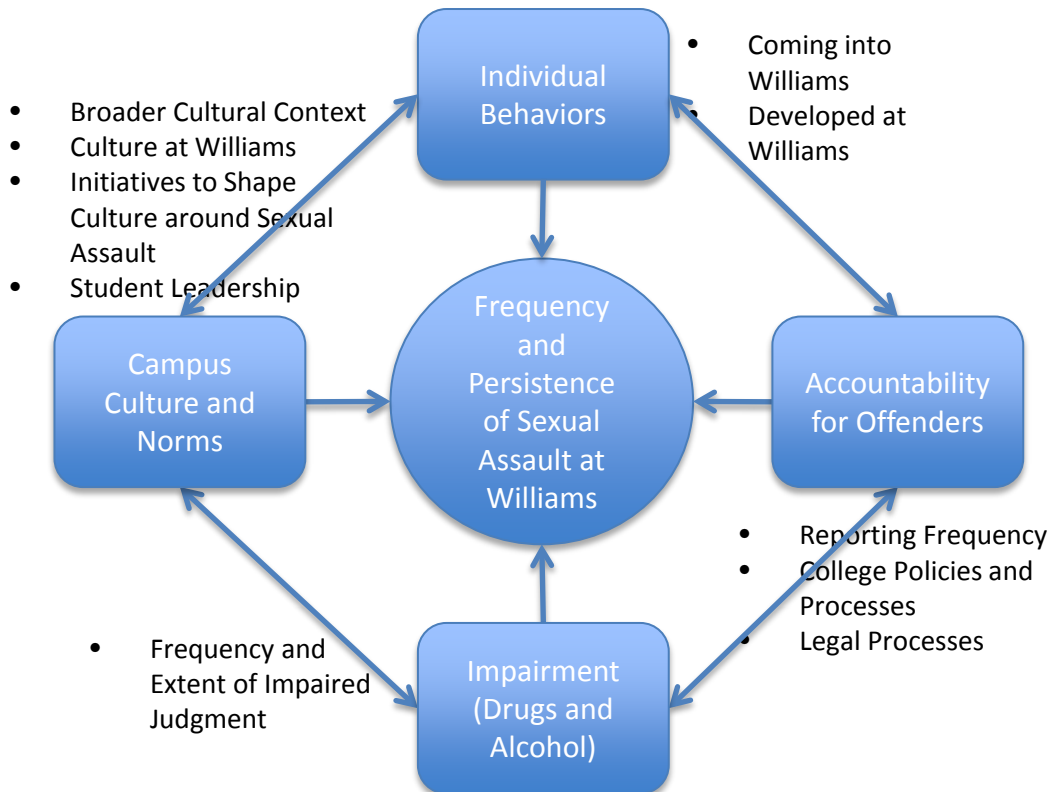 Individual
Behaviors
• Coming into
Williams
• Developed at
Williams
• Broader Cultural Context
• Culture at Williams
• Initiatives to Shape
Culture around Sexual
Assault
• Student Leadership
Campus
Culture and
Norms
Frequency
and
Persistence
of Sexual
Assault at
Williams
Accountability
for Offenders
• Reporting Frequency
• College Policies and
Processes
• Legal Processes
• Frequency and
Extent of Impaired
Judgment
Impairment
(Drugs and
Alcohol)